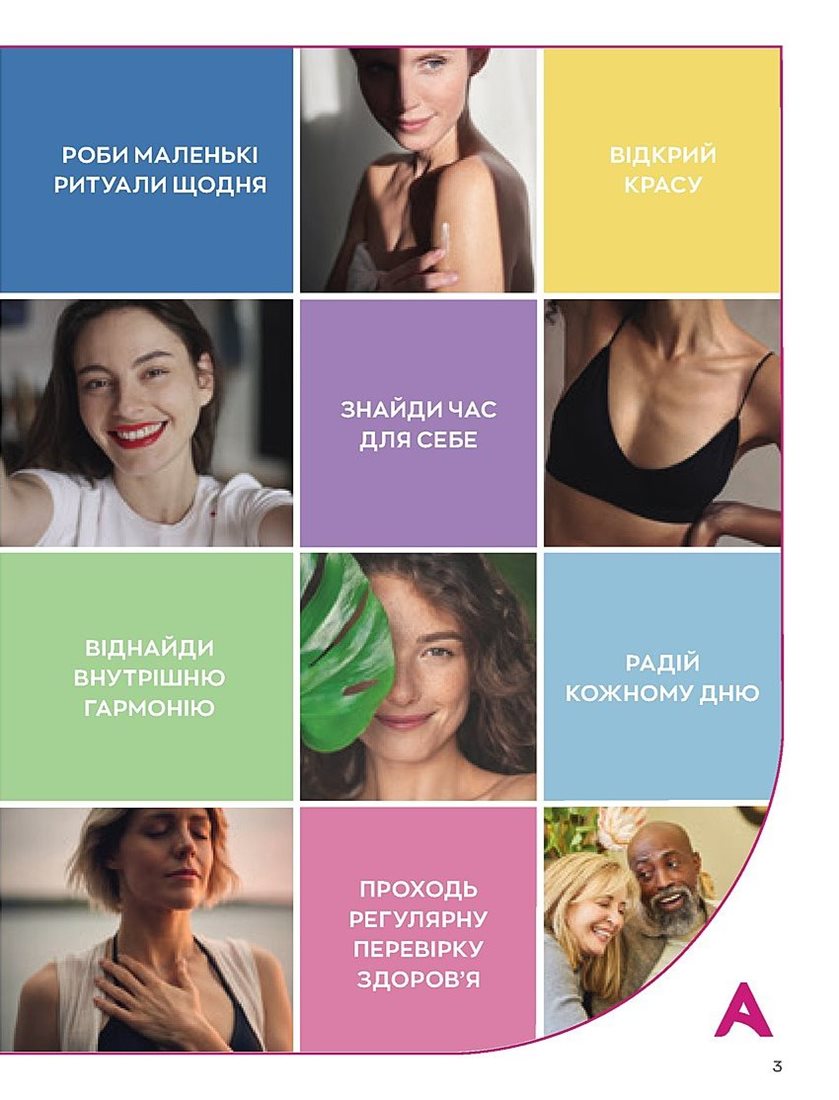 РОБИ МАЛЕНЬКІ
РИТУАЛИ ЩОДНЯ
ВІДКРИЙ
КРАСУ
ЗНАЙДИ ЧАС
ДЛЯ СЕБЕ
ВІДНАЙДИ
ВНУТРІШНЮ
ГАРМОНІЮ
РАДІЙ
КОЖНОМУ ДНЮ
ПРОХОДЬ
РЕГУЛЯРНУ
ПЕРЕВІРКУ
ЗДОРОВ’Я
A
3